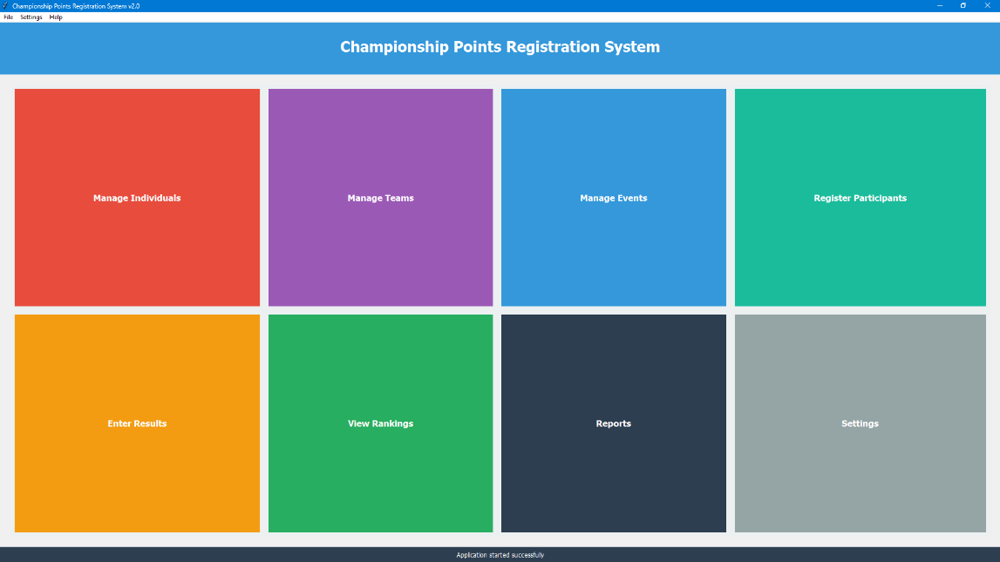 Championship Points Registration System v2.0
File Settings Help
Championship Points Registration System
Manage Individuals
Manage Teams
Manage Events
Register Participants
Enter Results
View Rankings
Reports
Settings
Application started successfully